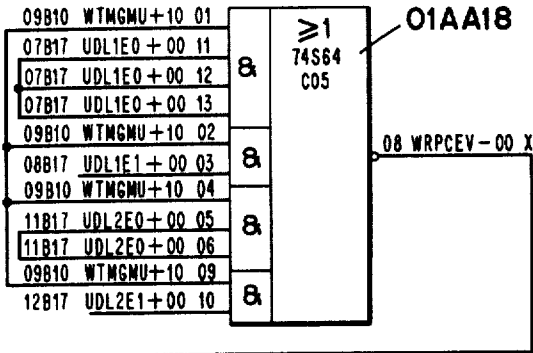 09B10 WTMGMU+10 01
07B17 UDL1E0+00 11
07B17 UDL1E0+00 12
07B17 UDL1E0+00 13
09B10 WTMGMU+10 02
08B17 UDL1E1+00 03
09B10 WTMGMU+10 04
11B17 UDL2E0+00 05
11B17 UDL2E0+00 06
09B10 WTMGMU+10 09
12B17 UDL2E1+00 10
&
&
&
&
≥1
74S64
C05
01AA18
08 WRPCEV-00 X